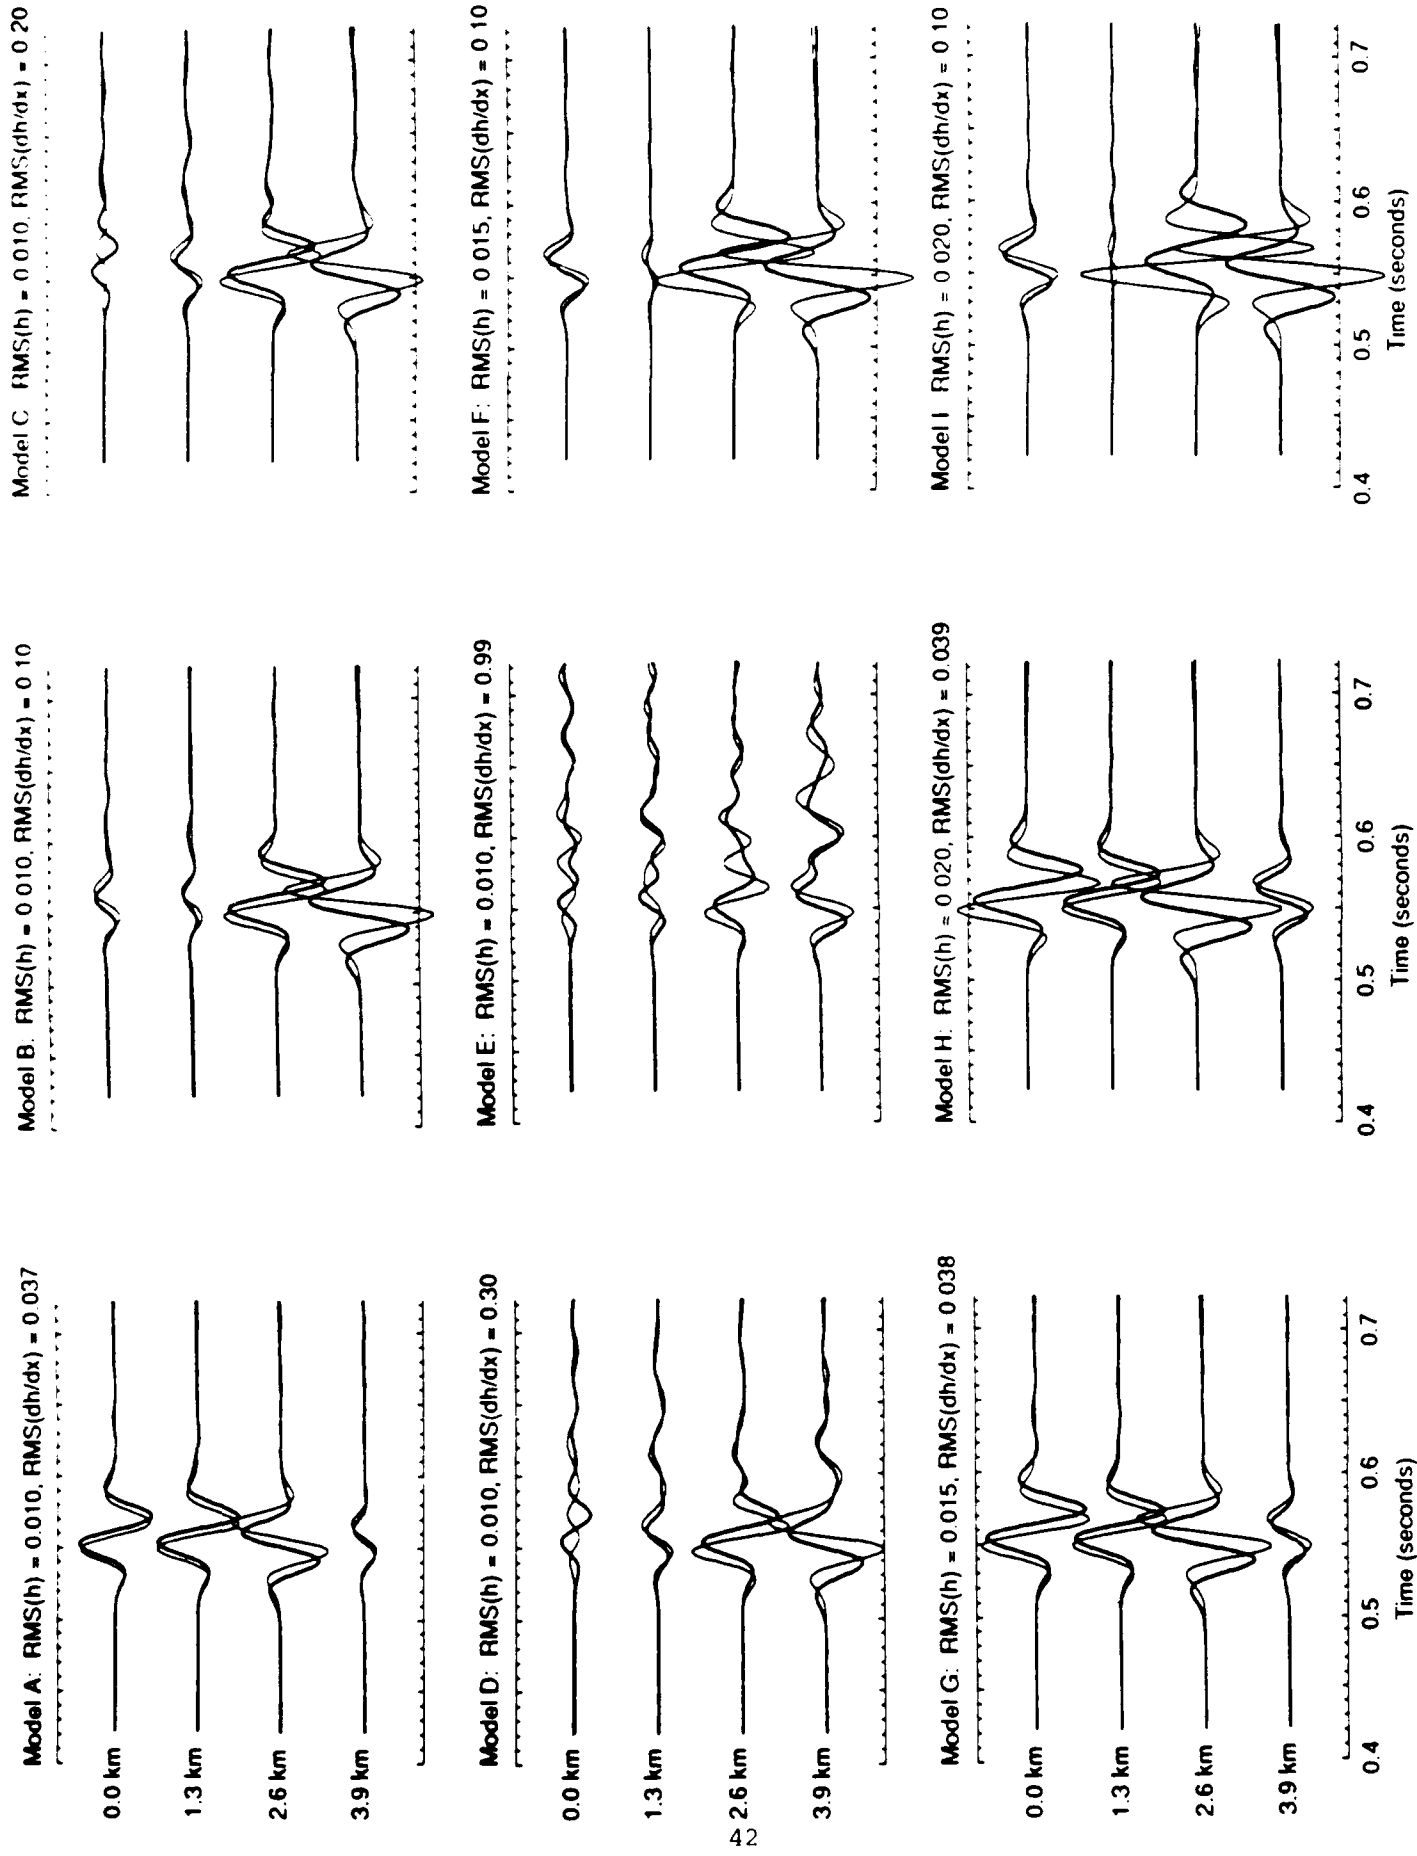 Model A: RMS(h) = 0.010, RMS(dh/dx) = 0.037
Model B: RMS(h) = 0 010, RMS(dh/dx) = 0 10
Model C RMS(h) = 0 010, RMS(dh/dx) = 0 20
0.0 km
1.3 km
2.6 km
3.9 km
Model D: RMS(h) = 0.010, RMS(dh/dx) = 0.30
Model E: RMS(h) = 0.010, RMS(dh/dx) = 0.99
Model F: RMS(h) = 0 015, RMS(dh/dx) = 0 10
0.0 km
1.3 km
2.6 km
3.9 km
Model G: RMS(h) = 0.015, RMS(dh/dx) = 0 038
Model H: RMS(h) = 0 020, RMS(dh/dx) = 0.039
Model I RMS(h) = 0 020, RMS(dh/dx) = 0 10
0.0 km
1.3 km
2.6 km
3.9 km
0.4 0.5 0.6 0.7
0.4 0.5 0.6 0.7
0.4 0.5 0.6 0.7
Time (seconds)
Time (seconds)
Time (seconds)
42